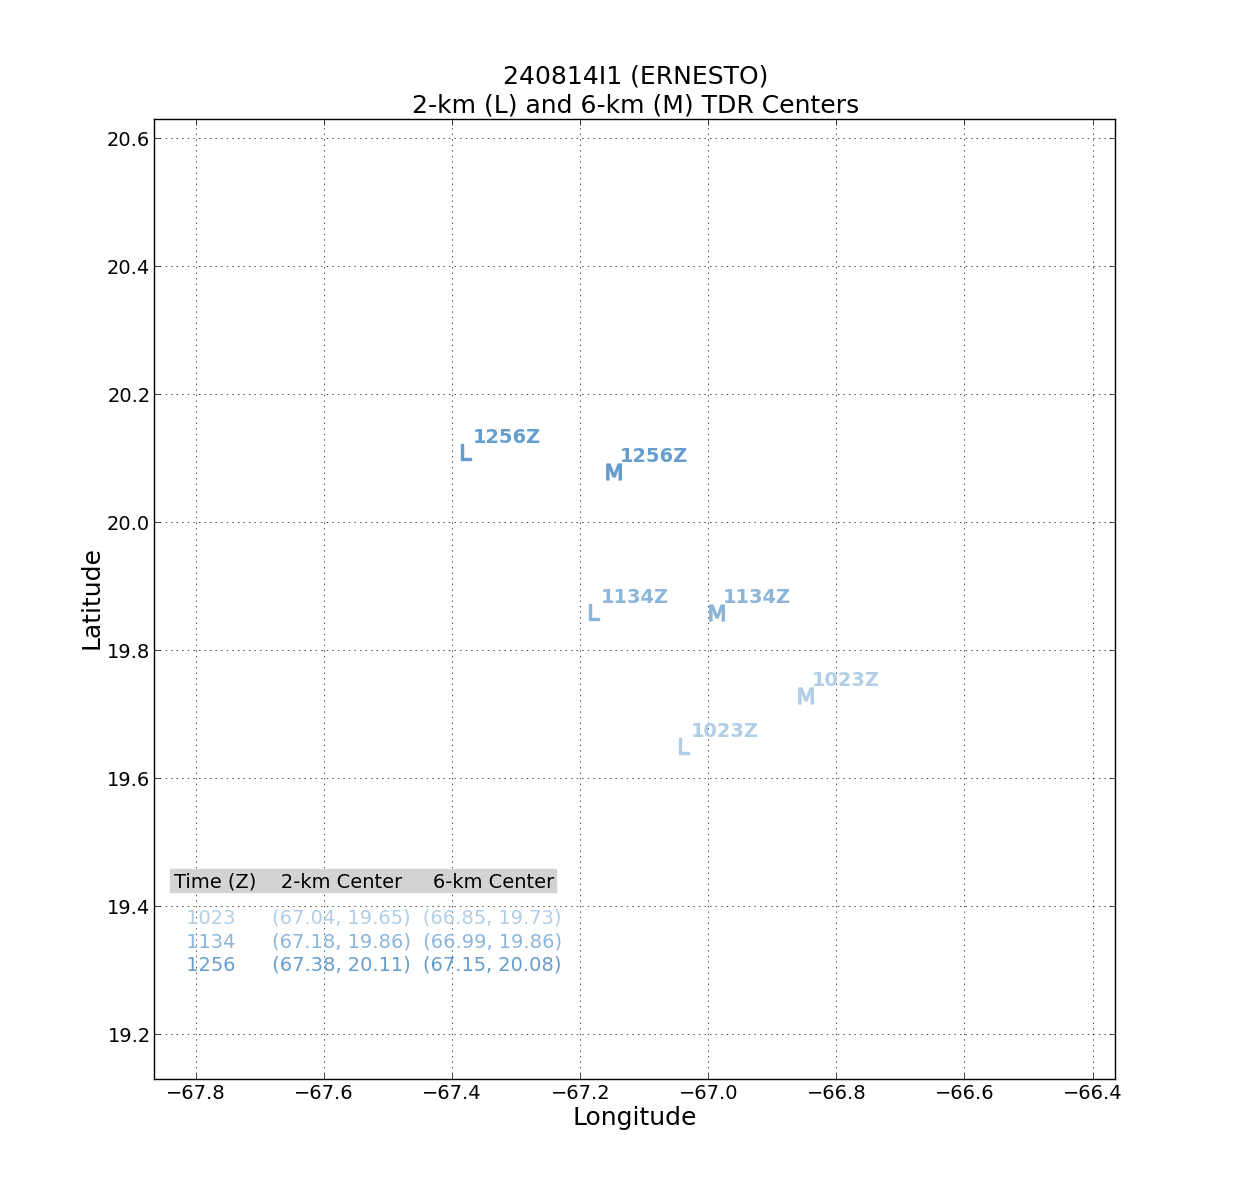 240814I1 (ERNESTO)
2-km (L) and 6-km (M) TDR Centers
20.6
20.4
20.2
20.0
19.8
19.6
19.4
19.2
Latitude
L 1256Z
M 1256Z
L 1134Z
M 1134Z
M 1023Z
L 1023Z
Time (Z) 2-km Center 6-km Center
1023 (67.04, 19.65) (66.85, 19.73)
1134 (67.18, 19.86) (66.99, 19.86)
1256 (67.38, 20.11) (67.15, 20.08)
−67.8 −67.6 −67.4 −67.2 −67.0 −66.8 −66.6 −66.4
Longitude